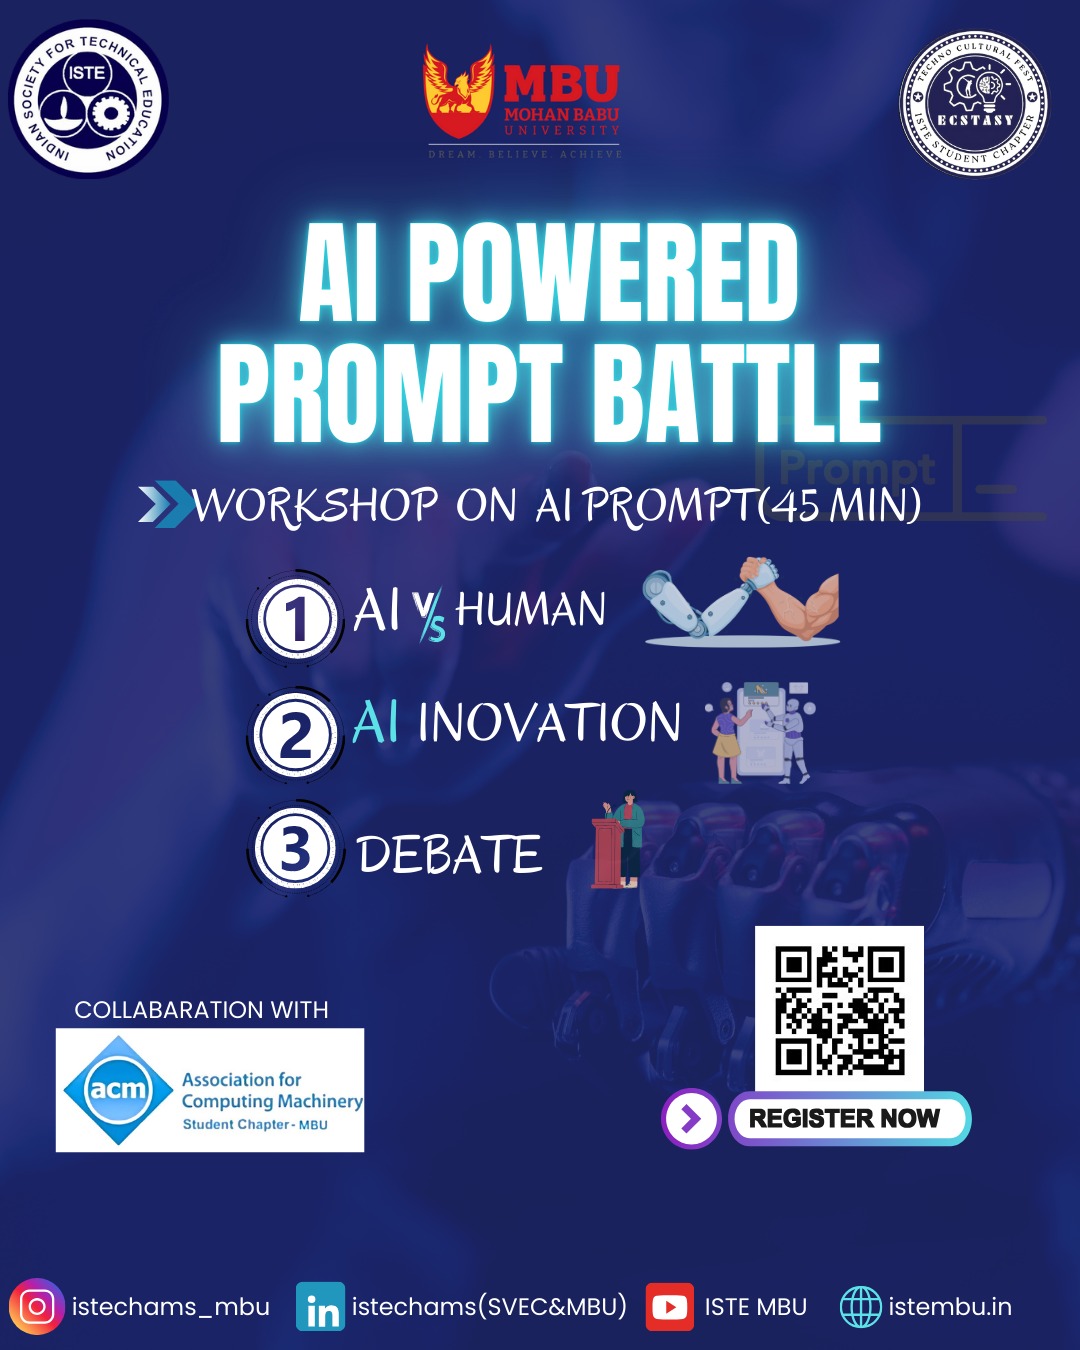 INDIAN SOCIETY FOR TECHNICAL EDUCATION
ISTE
MBU
MOHAN BABU
UNIVERSITY
DREAM. BELIEVE. ACHIEVE
TECHNO CULTURAL FEST
ECSTASY
ISTE STUDENT CHAPTER
AI POWERED
PROMPT BATTLE
Prompt
WORKSHOP ON AI PROMPT(45 MIN)
1 AI VS HUMAN
2 AI INOVATION
3 DEBATE
COLLABARATION WITH
acm
Association for
Computing Machinery
Student Chapter - MBU
REGISTER NOW
istechams_mbu
in istechams(SVEC&MBU)
ISTE MBU
istembu.in